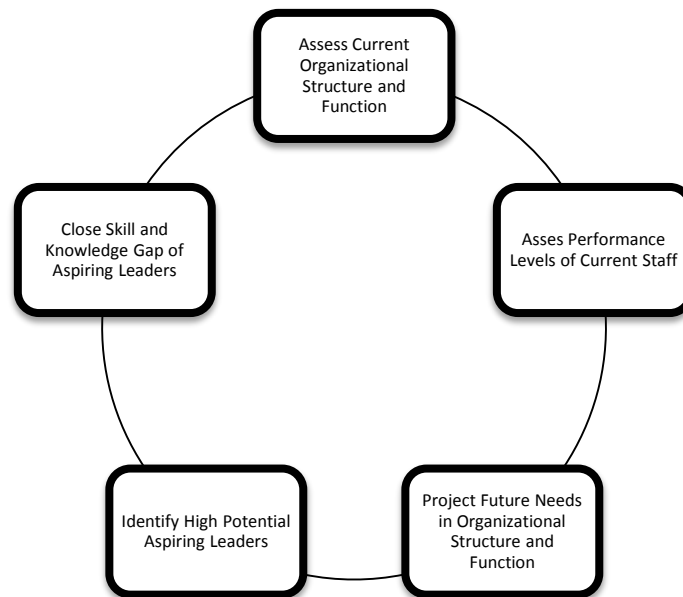 Assess Current
Organizational
Structure and
Function
Asses Performance
Levels of Current Staff
Project Future Needs
in Organizational
Structure and
Function
Identify High Potential
Aspiring Leaders
Close Skill and
Knowledge Gap of
Aspiring Leaders